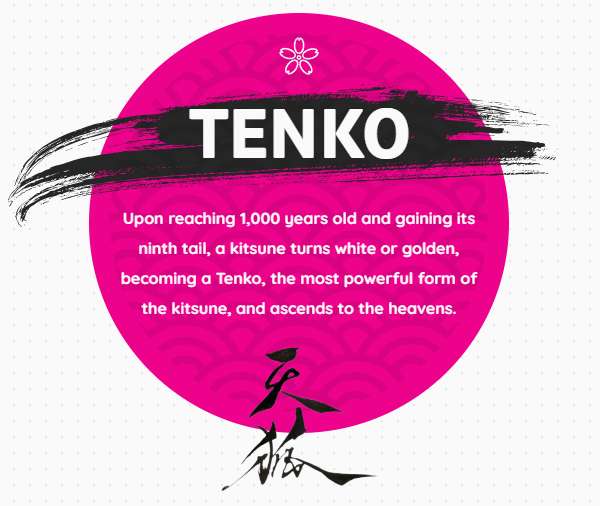 TENKO
Upon reaching 1,000 years old and gaining its
ninth tail, a kitsune turns white or golden,
becoming a Tenko, the most powerful form of
the kitsune, and ascends to the heavens.
天
狐